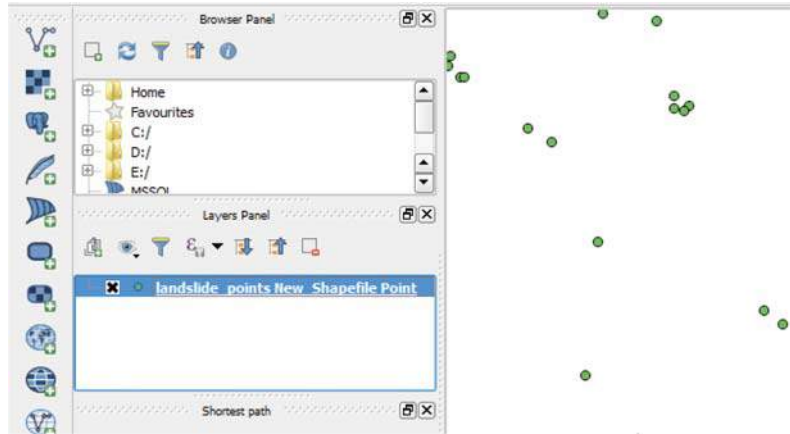 Browser Panel
Home
Favourites
C:/
D:/
E:/
MSSQL
Layers Panel
landslide_points New_Shapefile Point
Shortest path